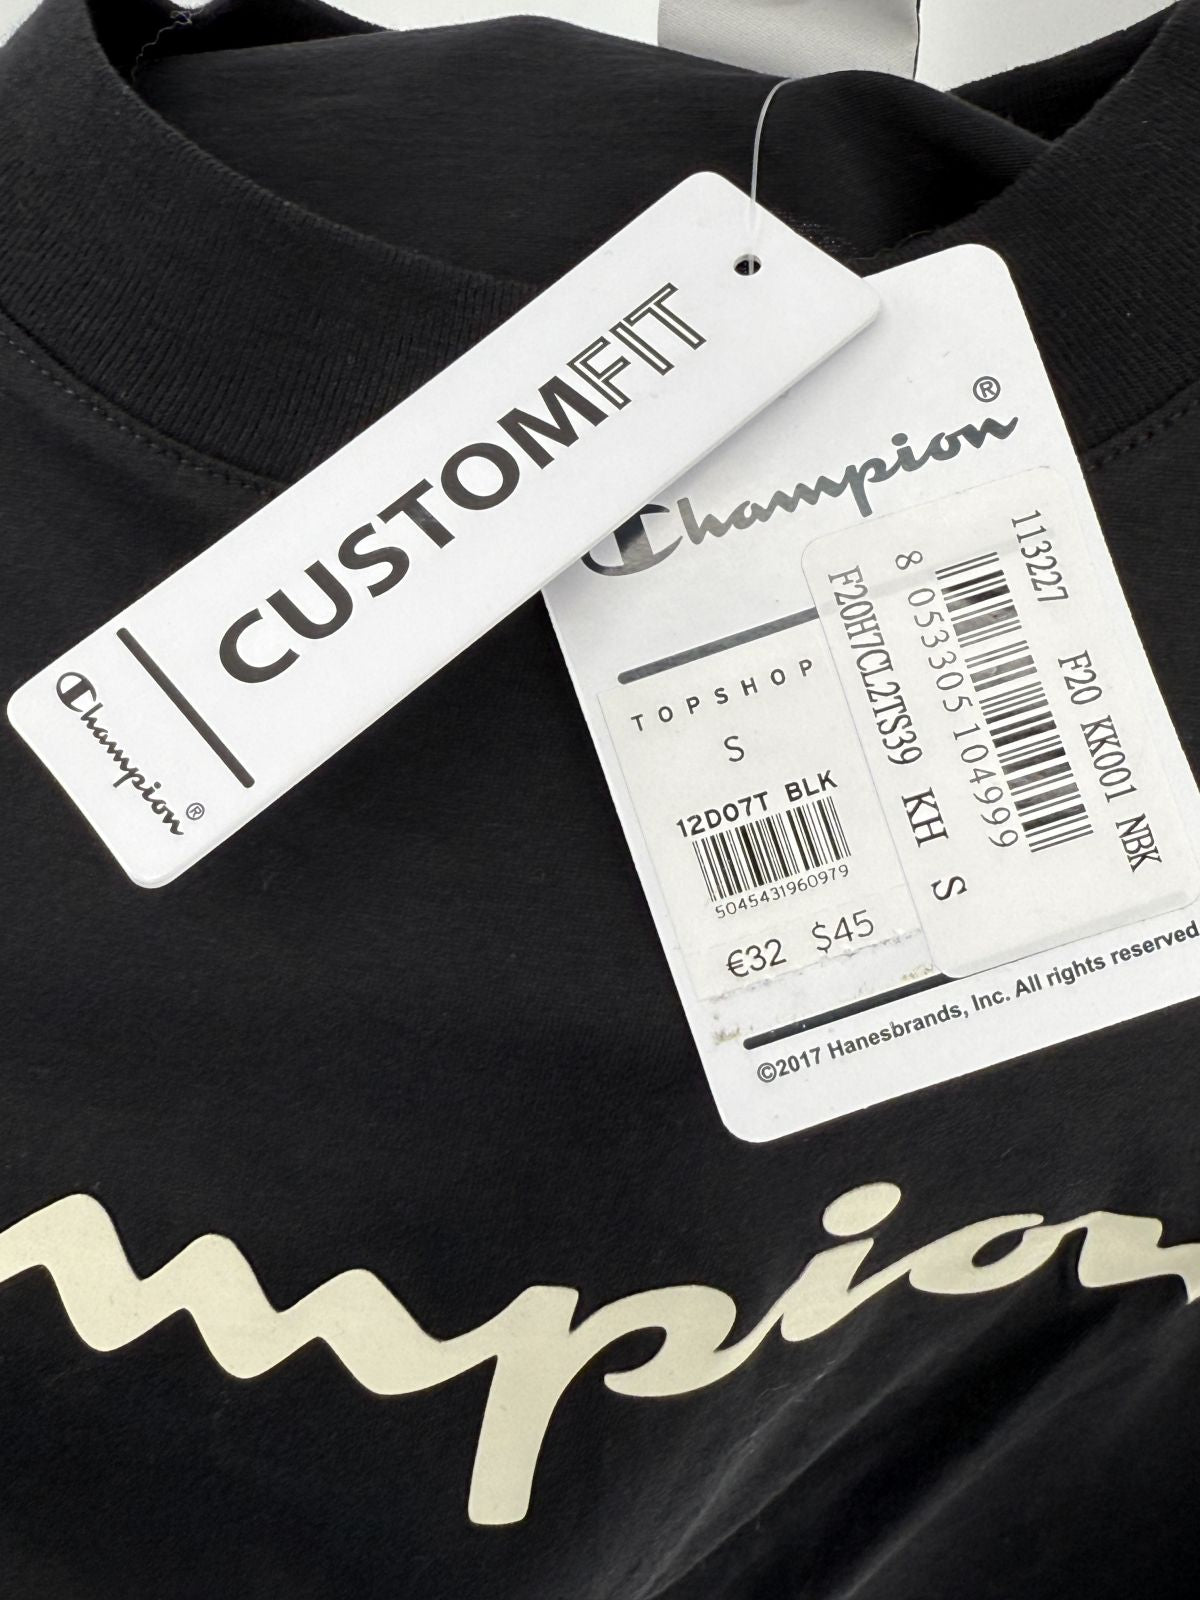 CUSTOMFIT
Champion®
Champion®
TOPSHOP
S
12D07T BLK
5045431960979
€32 $45
113227 F20 KK001 NBK
8 053305 104999
F20H7CL2TS39 KH S
©2017 Hanesbrands, Inc. All rights reserved
mpion